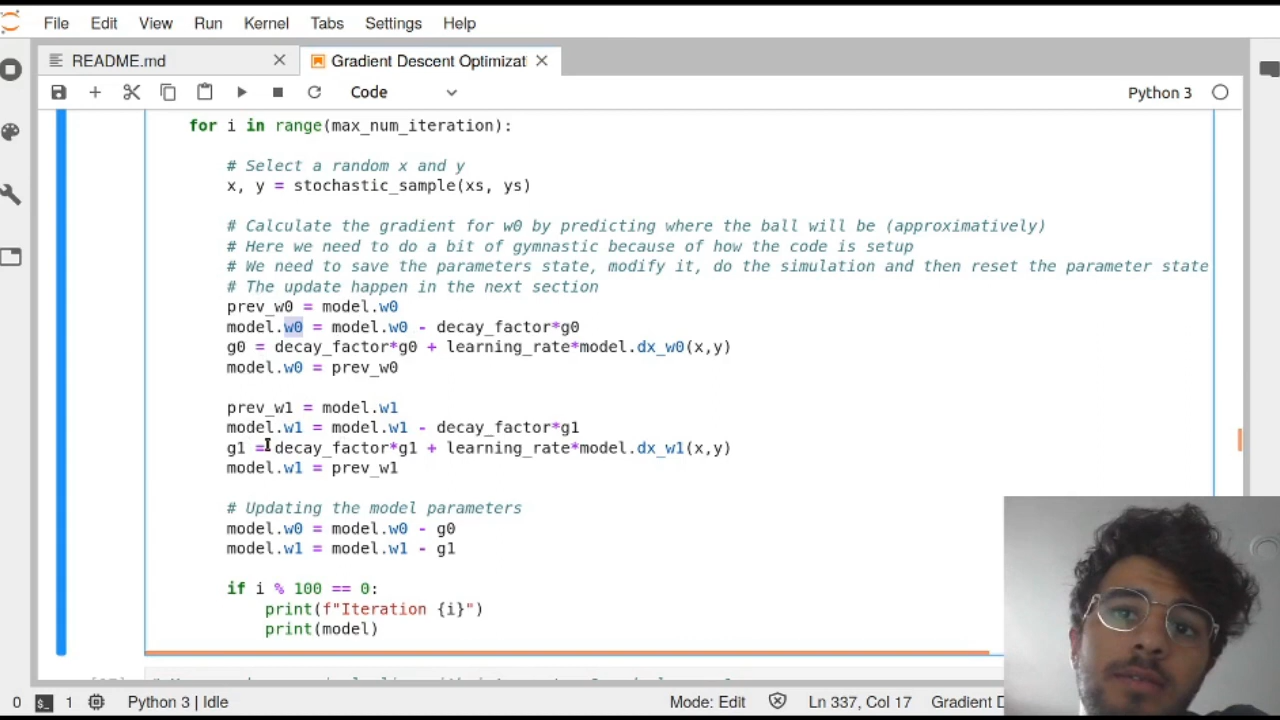 File Edit View Run Kernel Tabs Settings Help
README.md
Gradient Descent Optimizat
Code
Python 3
for i in range(max_num_iteration):
# Select a random x and y
x, y = stochastic_sample(xs, ys)
# Calculate the gradient for w0 by predicting where the ball will be (approximatively)
# Here we need to do a bit of gymnastic because of how the code is setup
# We need to save the parameters state, modify it, do the simulation and then reset the parameter state
# The update happen in the next section
prev_w0 = model.w0
model.w0 = model.w0 - decay_factor*g0
g0 = decay_factor*g0 + learning_rate*model.dx_w0(x,y)
model.w0 = prev_w0
prev_w1 = model.w1
model.w1 = model.w1 - decay_factor*g1
g1 = decay_factor*g1 + learning_rate*model.dx_w1(x,y)
model.w1 = prev_w1
# Updating the model parameters
model.w0 = model.w0 - g0
model.w1 = model.w1 - g1
if i % 100 == 0:
print(f"Iteration {i}")
print(model)
0 1 Python 3 | Idle Mode: Edit Ln 337, Col 17 Gradient D